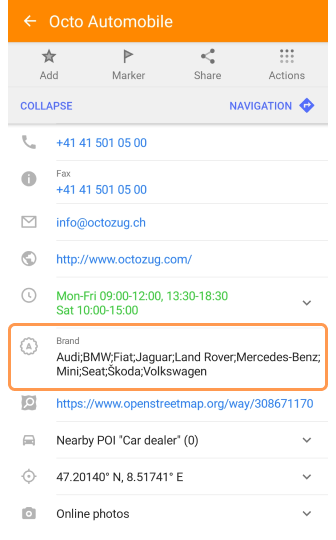 Octo Automobile
Add Marker Share Actions
COLLAPSE NAVIGATION
+41 41 501 05 00
Fax
+41 41 501 05 00
info@octozug.ch
http://www.octozug.com/
Mon-Fri 09:00-12:00, 13:30-18:30
Sat 10:00-15:00
Brand
A
Audi;BMW;Fiat;Jaguar;Land Rover;Mercedes-Benz;
Mini;Seat;Škoda;Volkswagen
https://www.openstreetmap.org/way/308671170
Nearby POI "Car dealer" (0)
47.20140° N, 8.51741° E
Online photos